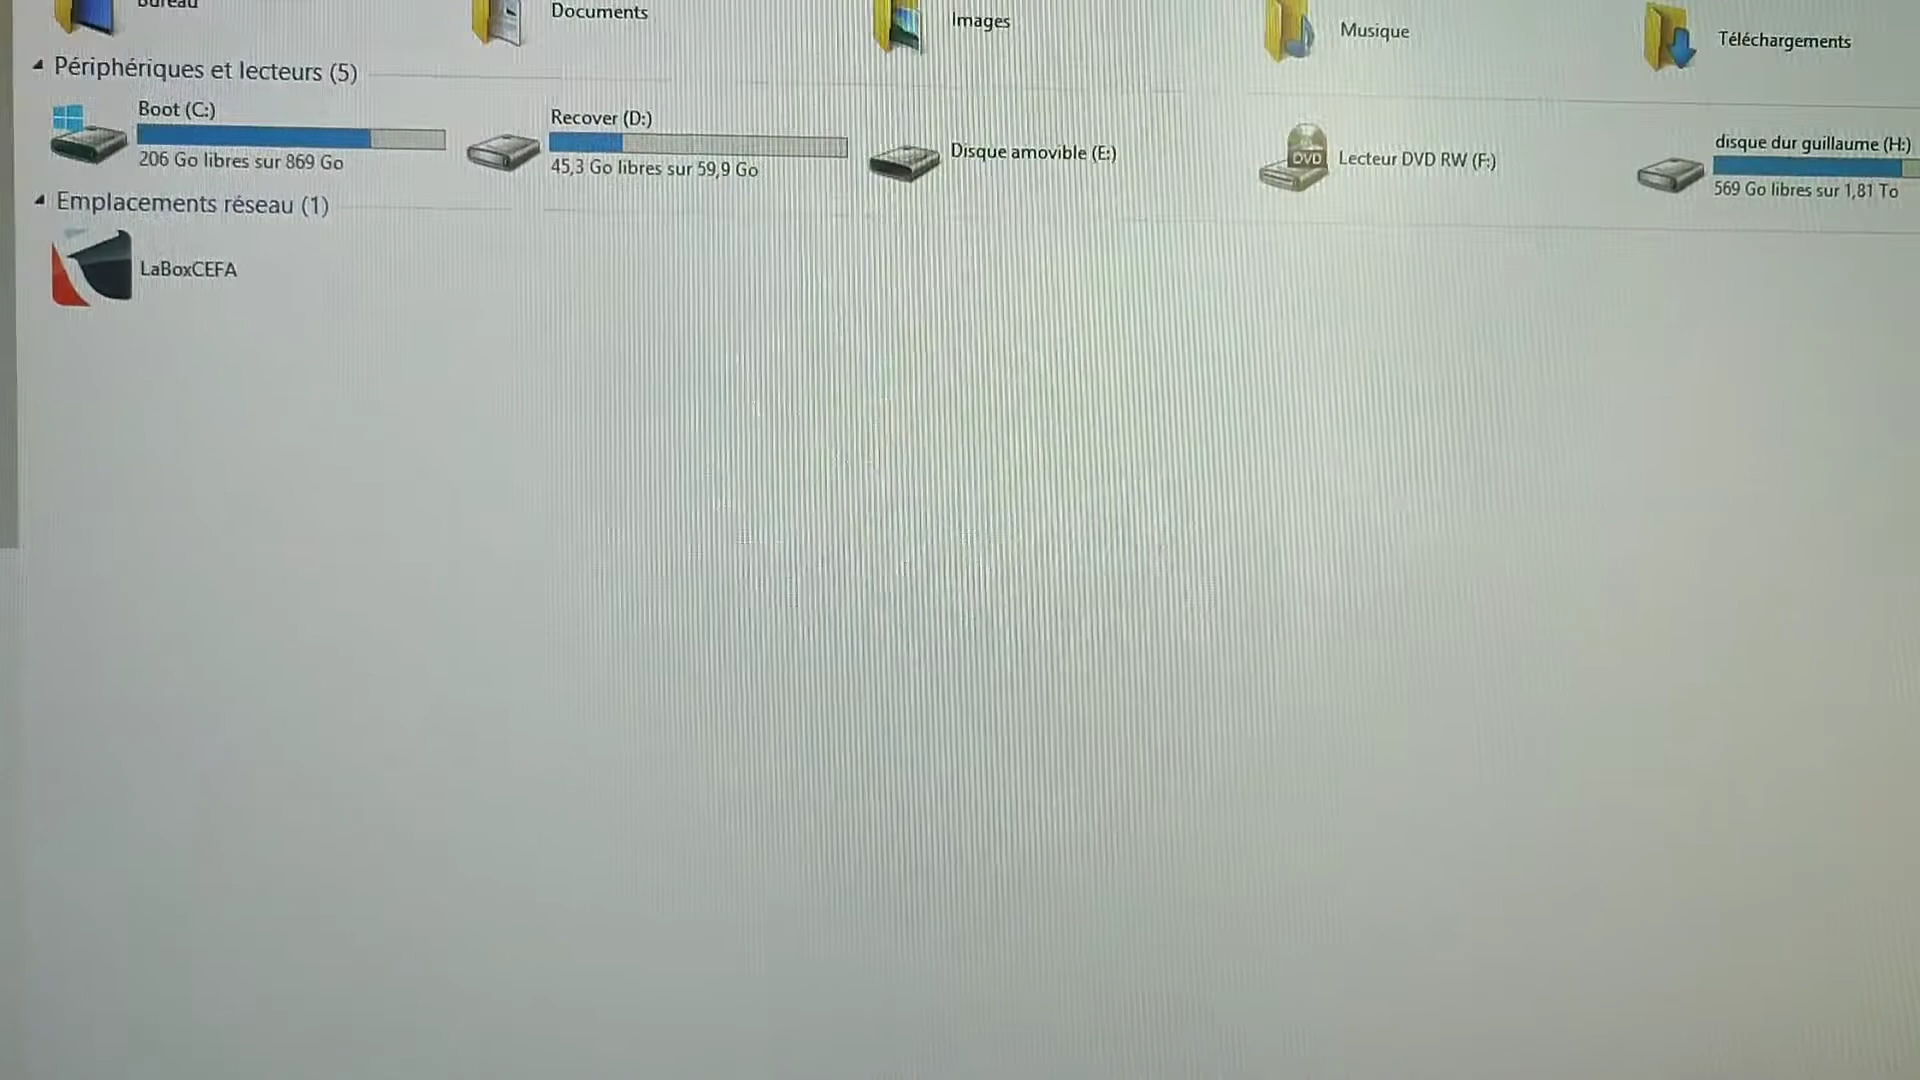 Bureau
Documents
Images
Musique
Téléchargements
Périphériques et lecteurs (5)
Boot (C:)
206 Go libres sur 869 Go
Recover (D:)
45,3 Go libres sur 59,9 Go
Disque amovible (E:)
DVD
Lecteur DVD RW (F:)
disque dur guillaume (H:)
569 Go libres sur 1,81 To
Emplacements réseau (1)
LaBoxCEFA